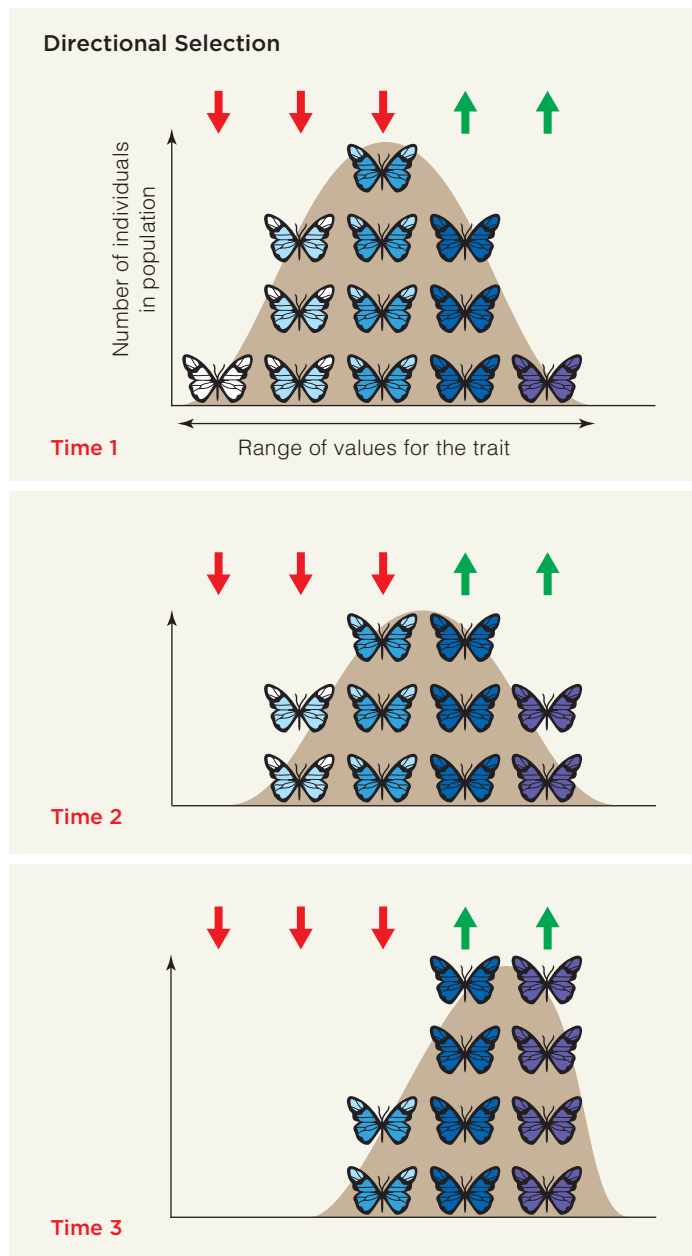 Directional Selection
Number of individuals
in population
Range of values for the trait
Time 1
Time 2
Time 3